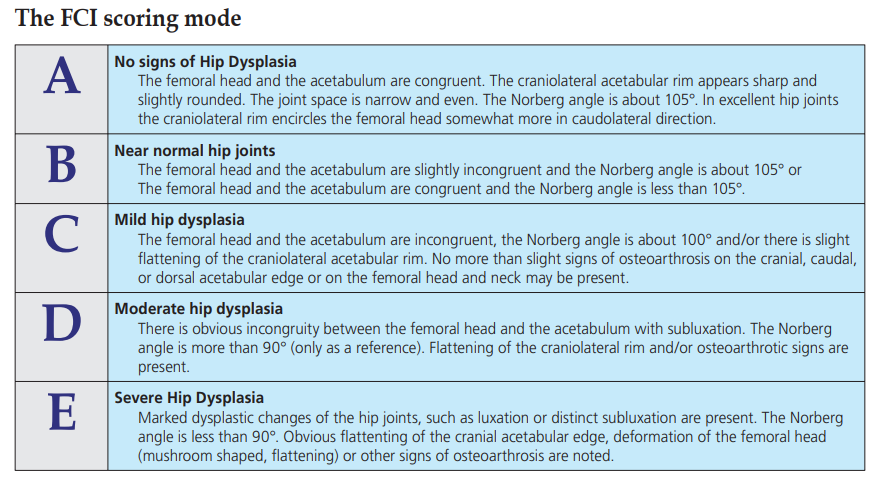 The FCI scoring mode
A
No signs of Hip Dysplasia
The femoral head and the acetabulum are congruent. The craniolateral acetabular rim appears sharp and
slightly rounded. The joint space is narrow and even. The Norberg angle is about 105°. In excellent hip joints
the craniolateral rim encircles the femoral head somewhat more in caudolateral direction.
B
Near normal hip joints
The femoral head and the acetabulum are slightly incongruent and the Norberg angle is about 105° or
The femoral head and the acetabulum are congruent and the Norberg angle is less than 105°.
C
Mild hip dysplasia
The femoral head and the acetabulum are incongruent, the Norberg angle is about 100° and/or there is slight
flattening of the craniolateral acetabular rim. No more than slight signs of osteoarthrosis on the cranial, caudal,
or dorsal acetabular edge or on the femoral head and neck may be present.
D
Moderate hip dysplasia
There is obvious incongruity between the femoral head and the acetabulum with subluxation. The Norberg
angle is more than 90° (only as a reference). Flattening of the craniolateral rim and/or osteoarthrotic signs are
present.
E
Severe Hip Dysplasia
Marked dysplastic changes of the hip joints, such as luxation or distinct subluxation are present. The Norberg
angle is less than 90°. Obvious flattenting of the cranial acetabular edge, deformation of the femoral head
(mushroom shaped, flattening) or other signs of osteoarthrosis are noted.